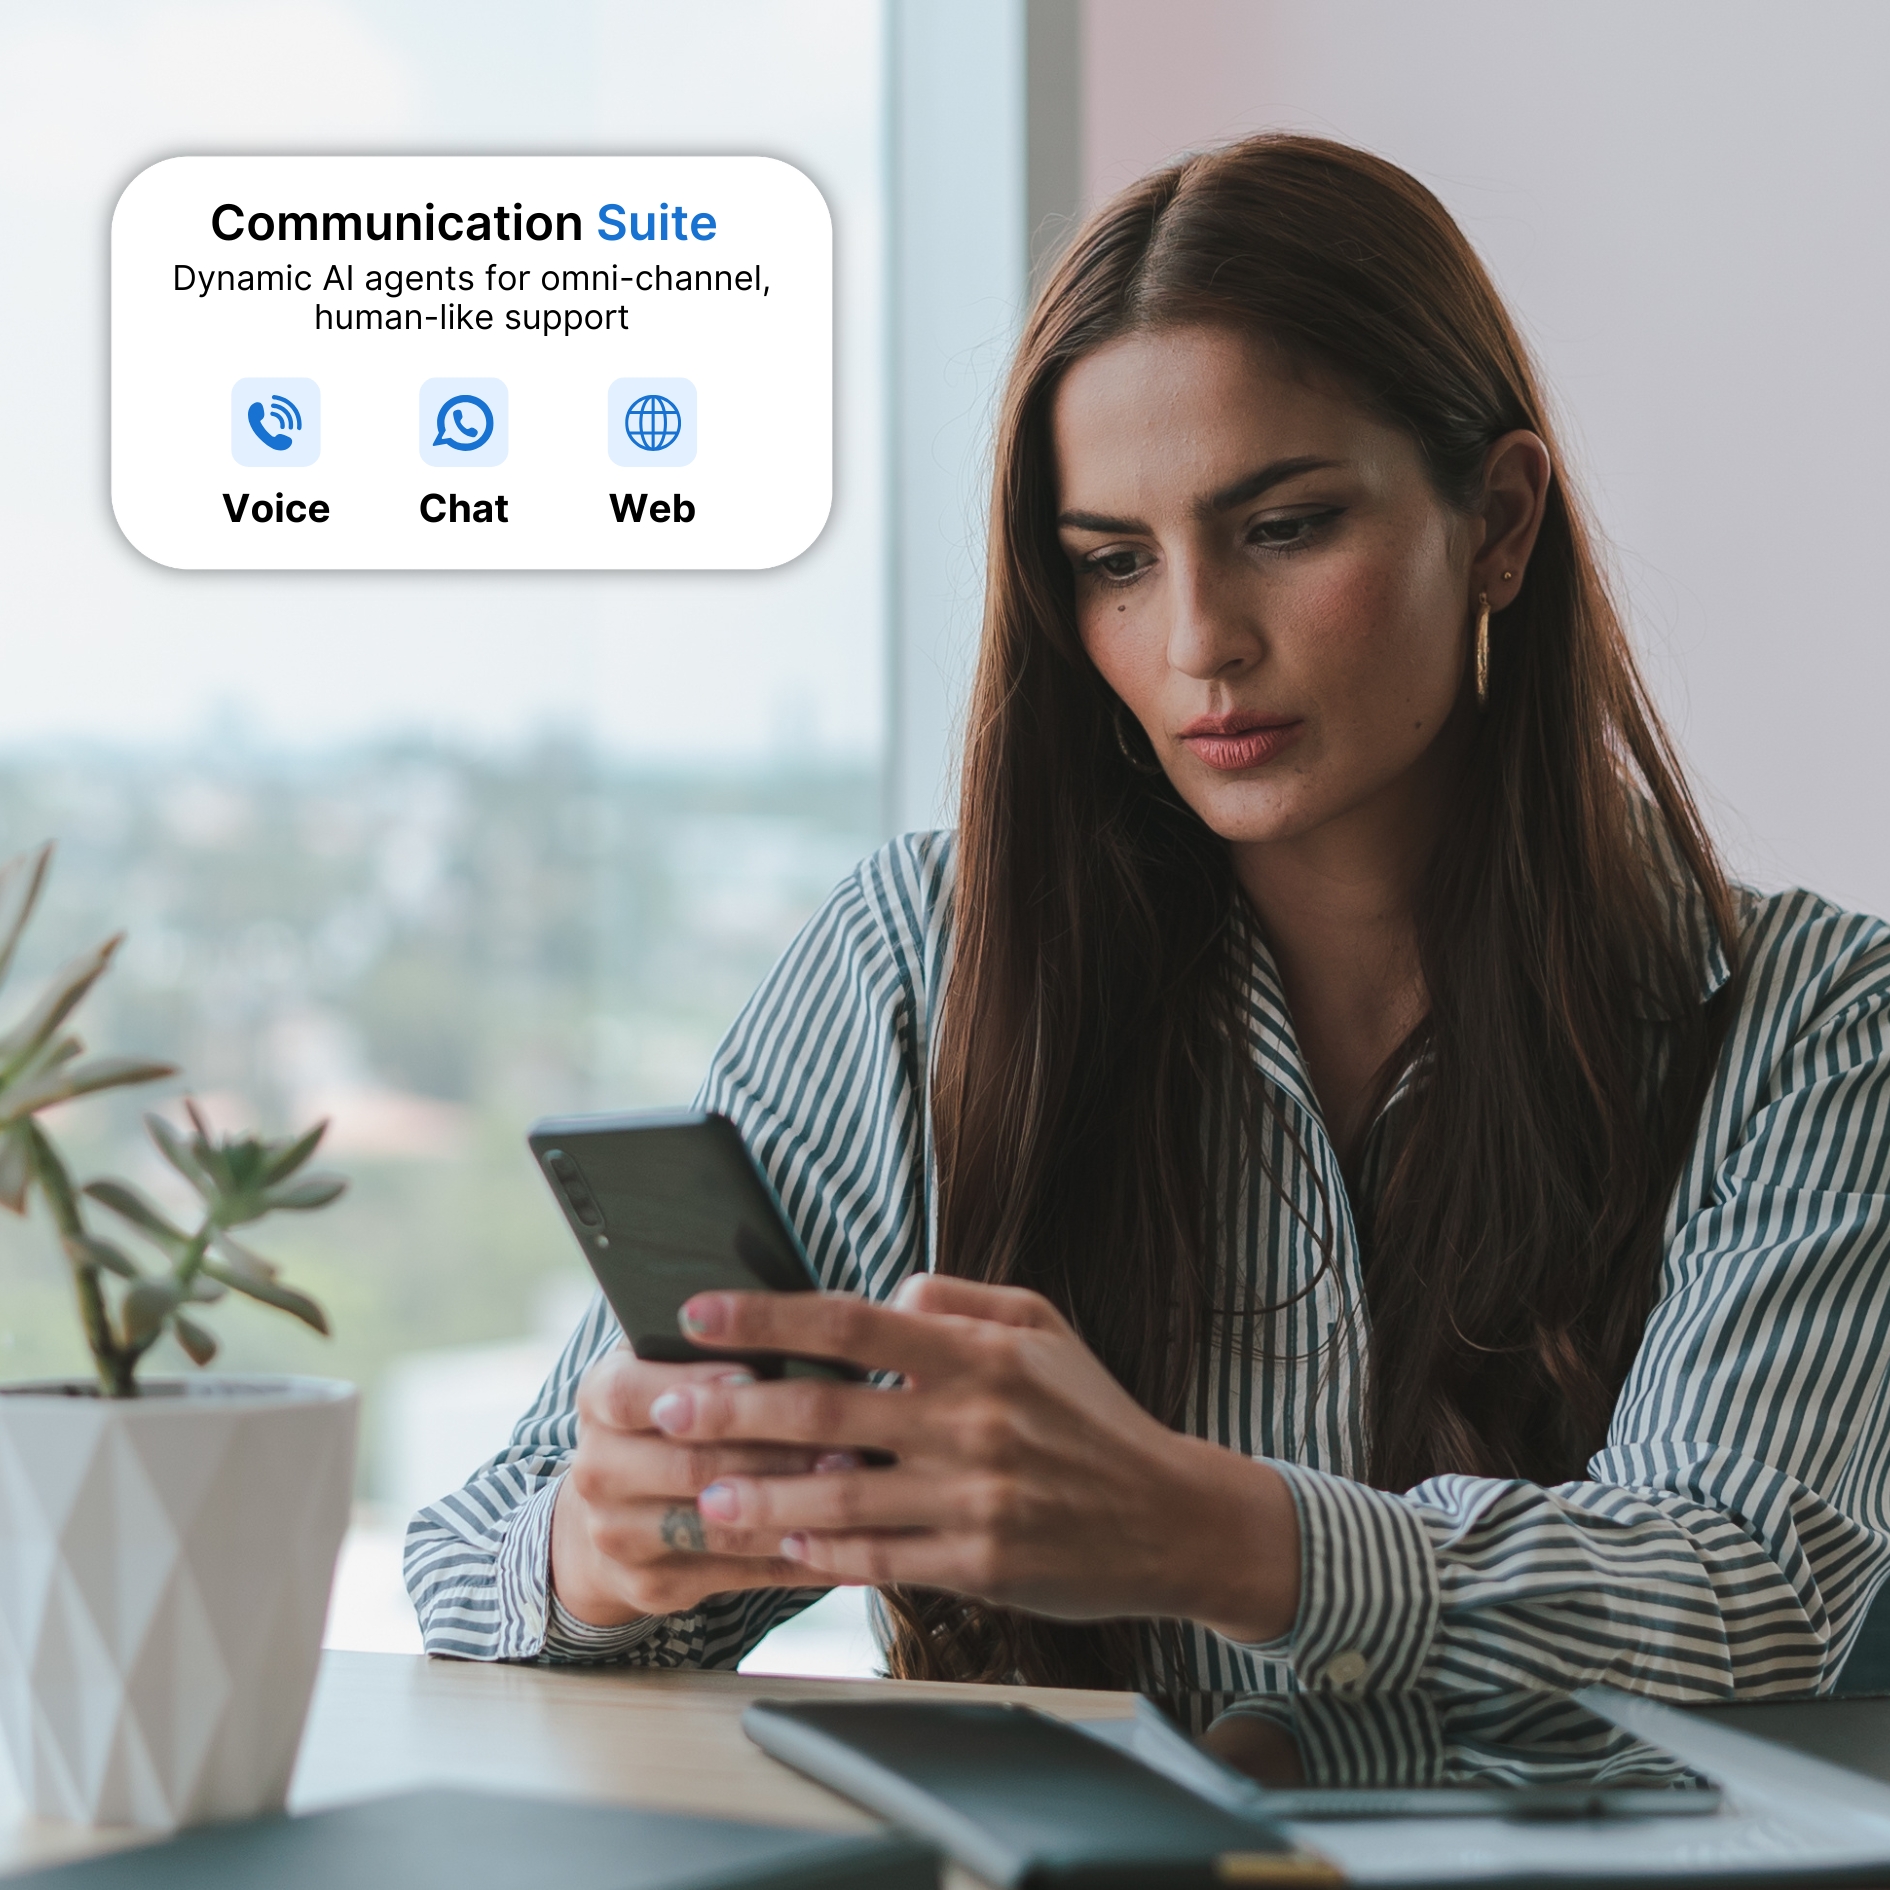 Communication Suite
Dynamic AI agents for omni-channel,
human-like support
Voice Chat Web